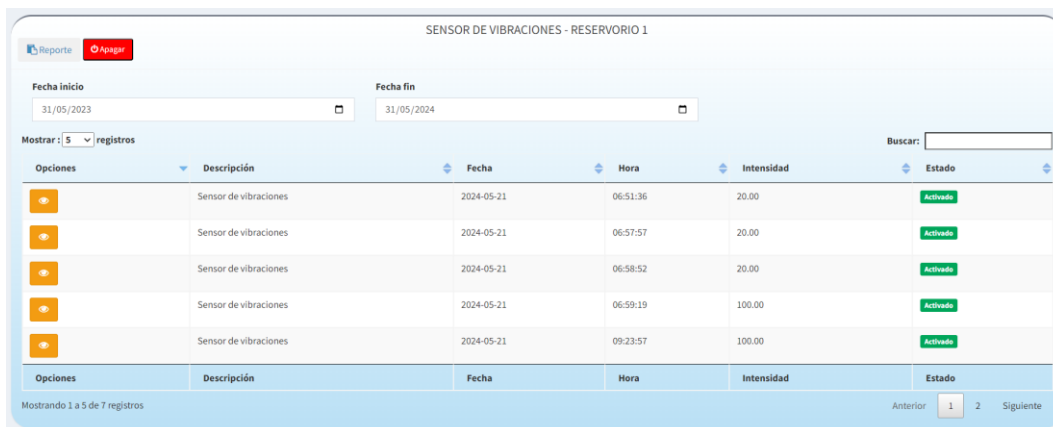 SENSOR DE VIBRACIONES - RESERVORIO 1
Reporte Apagar
Fecha inicio Fecha fin
31/05/2023 31/05/2024
Mostrar : 5 registros Buscar:
Opciones Descripción Fecha Hora Intensidad Estado
Sensor de vibraciones 2024-05-21 06:51:36 20.00 Activado
Sensor de vibraciones 2024-05-21 06:57:57 20.00 Activado
Sensor de vibraciones 2024-05-21 06:58:52 20.00 Activado
Sensor de vibraciones 2024-05-21 06:59:19 100.00 Activado
Sensor de vibraciones 2024-05-21 09:23:57 100.00 Activado
Opciones Descripción Fecha Hora Intensidad Estado
Mostrando 1 a 5 de 7 registros Anterior 1 2 Siguiente